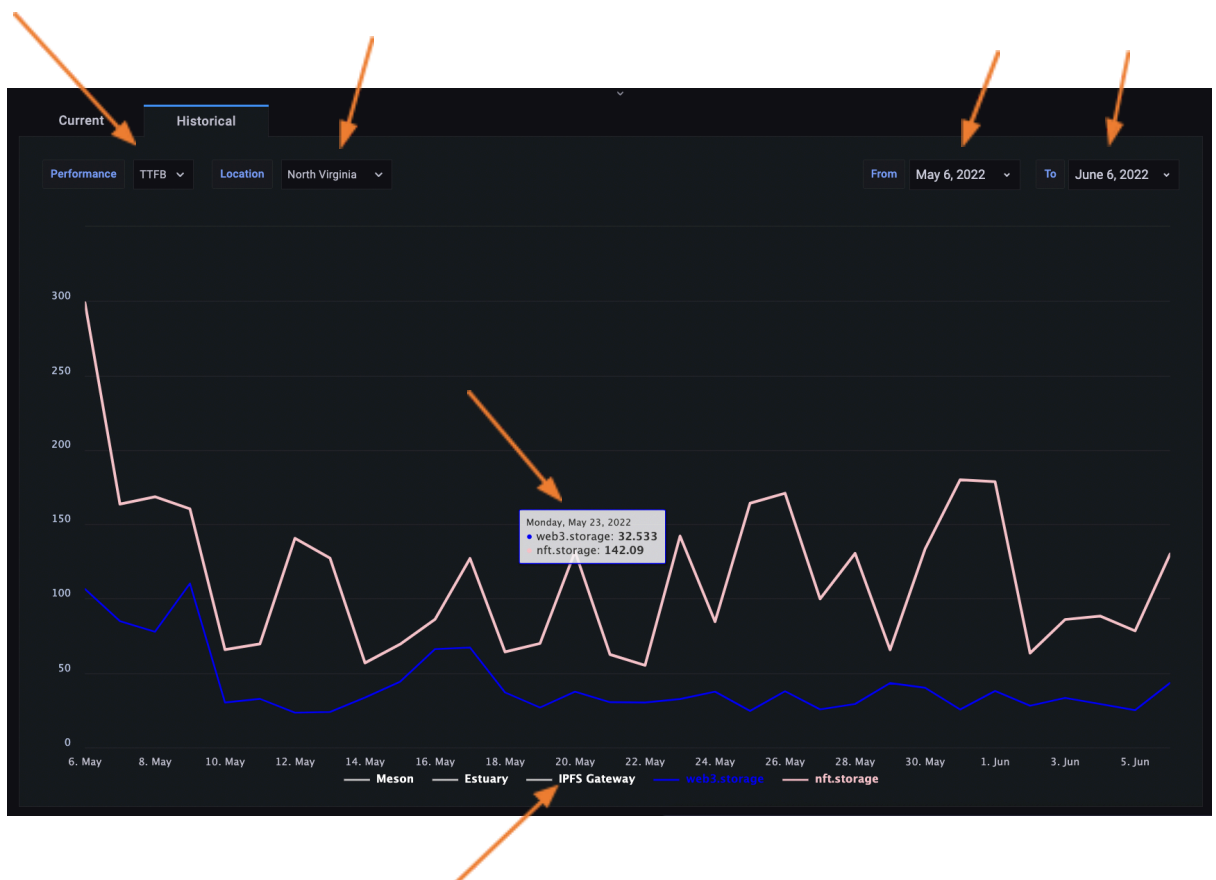 Current Historical
Performance TTFB Location North Virginia From May 6, 2022 To June 6, 2022
300
250
200
150
Monday, May 23, 2022
web3.storage: 32.533
nft.storage: 142.09
100
50
0
6. May 8. May 10. May 12. May 14. May 16. May 18. May 20. May 22. May 24. May 26. May 28. May 30. May 1. Jun 3. Jun 5. Jun
Meson Estuary IPFS Gateway web3.storage nft.storage